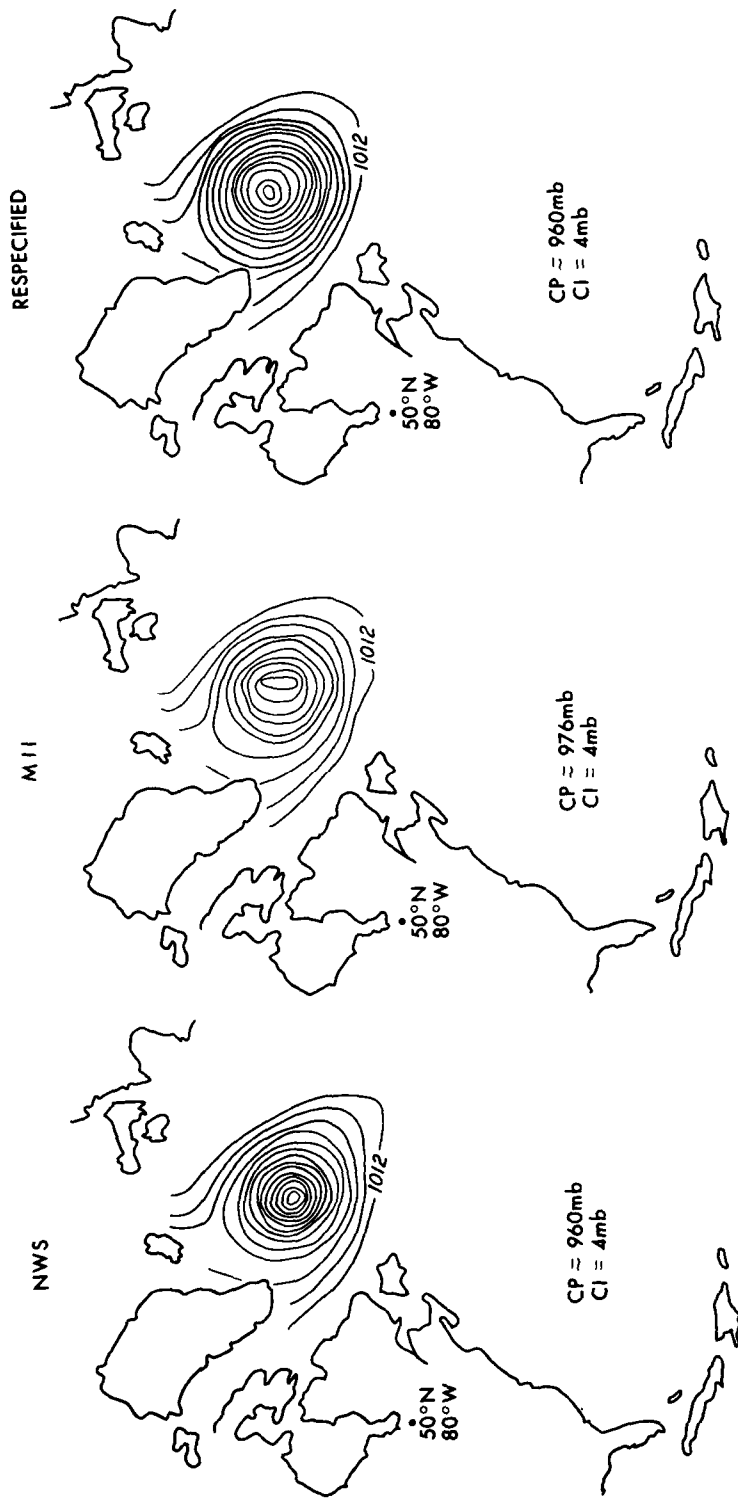 NWS
1012
50°N
80°W
CP ≈ 960mb
CI = 4mb
M II
1012
50°N
80°W
CP ≈ 976mb
CI = 4mb
RESPECIFIED
1012
50°N
80°W
CP ≈ 960mb
CI = 4mb